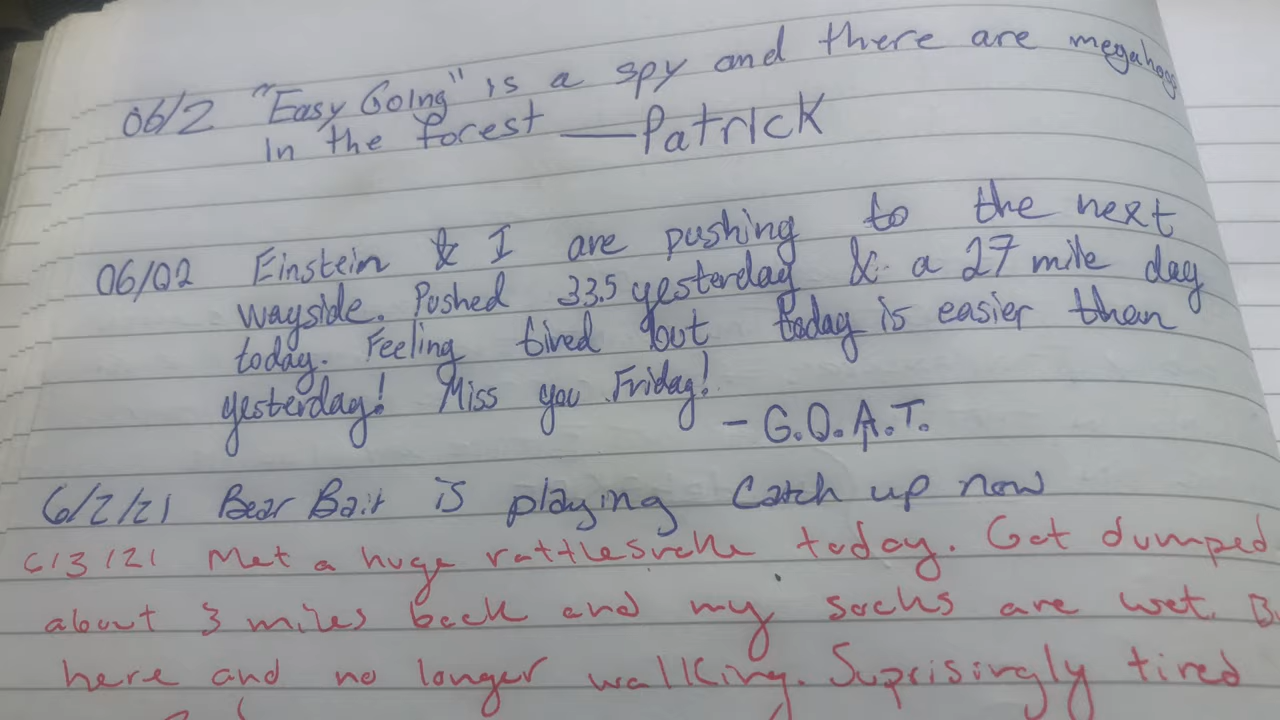 06/2 "Easy Going" is a spy and there are
in the forest — Patrick
06/02 Einstein & I are pushing to the next
wayside. Pushed 33.5 yesterday & a 27 mile day
today. Feeling tired but today is easier than
yesterday! Miss you Friday!
- G.O.A.T.
6/2/21 Bear Bait is playing catch up now
6/3/21 Met a huge rattlesnake today. Got dumped
about 3 miles back and my socks are wet.
here and no longer walking. Suprisingly tired